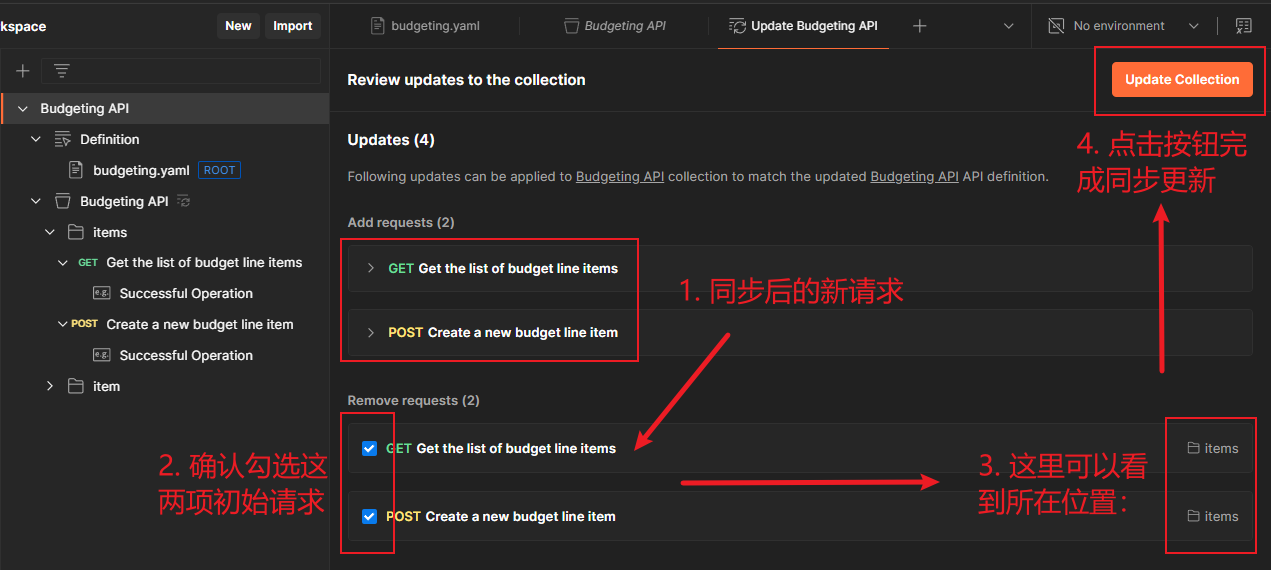 kspace
New
Import
budgeting.yaml
Budgeting API
Update Budgeting API
No environment
Review updates to the collection
Update Collection
Budgeting API
Definition
budgeting.yaml ROOT
Budgeting API
items
GET Get the list of budget line items
e.g. Successful Operation
POST Create a new budget line item
e.g. Successful Operation
item
Updates (4)
Following updates can be applied to Budgeting API collection to match the updated Budgeting API API definition.
Add requests (2)
GET Get the list of budget line items
POST Create a new budget line item
Remove requests (2)
GET Get the list of budget line items
items
POST Create a new budget line item
items
1. 同步后的新请求
2. 确认勾选这
两项初始请求
3. 这里可以看
到所在位置：
4. 点击按钮完
成同步更新